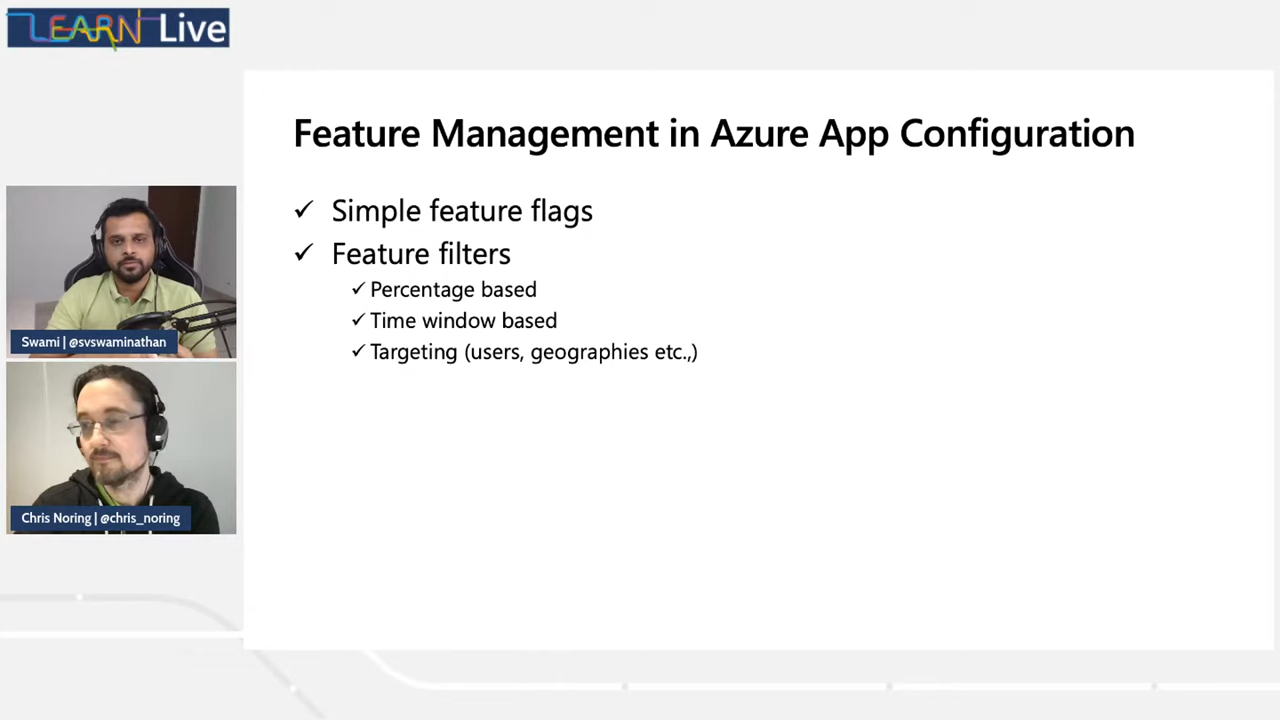 LEARN Live
Feature Management in Azure App Configuration
✓ Simple feature flags
✓ Feature filters
✓ Percentage based
✓ Time window based
✓ Targeting (users, geographies etc.,)
Swami | @svswaminathan
Chris Noring | @chris_noring